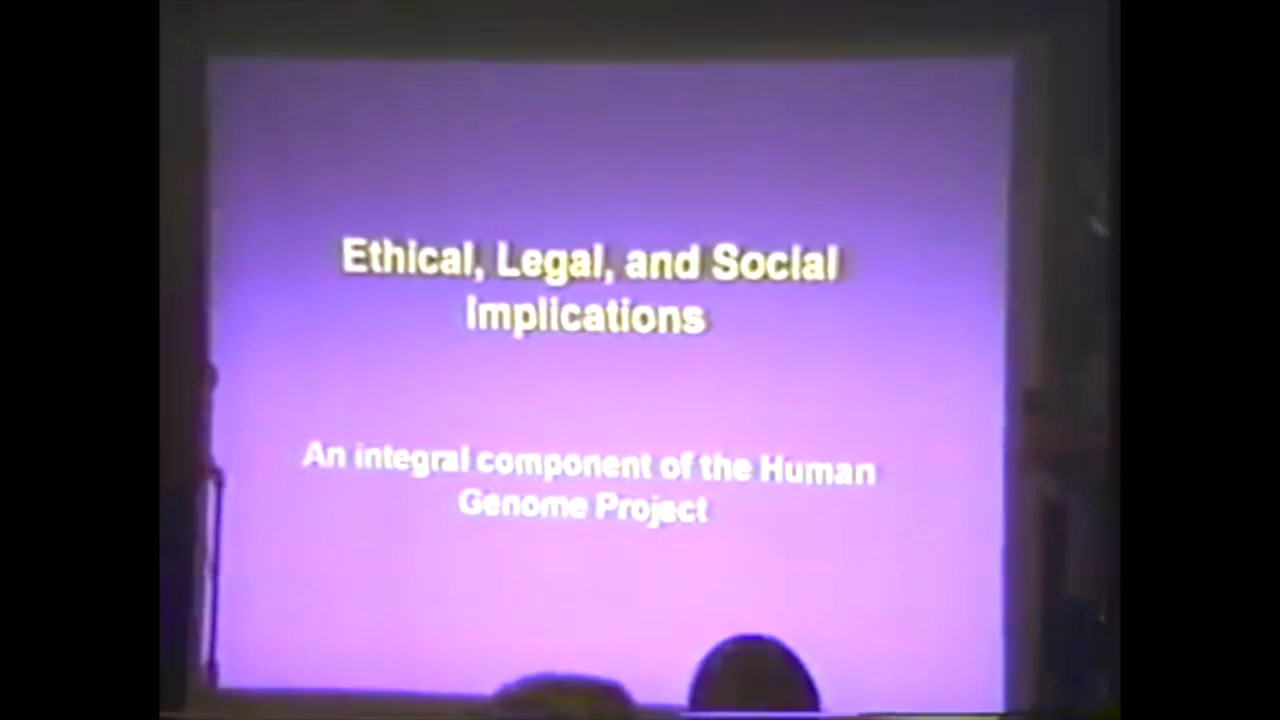 Ethical, Legal, and Social
Implications
An integral component of the Human
Genome Project